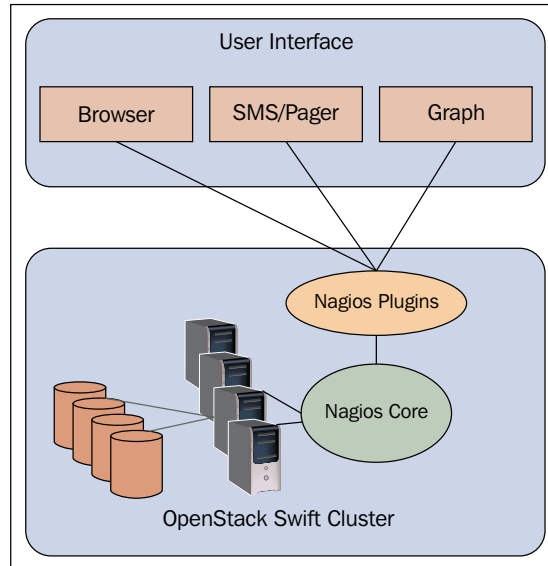 User Interface
Browser
SMS/Pager
Graph
Nagios Plugins
Nagios Core
OpenStack Swift Cluster